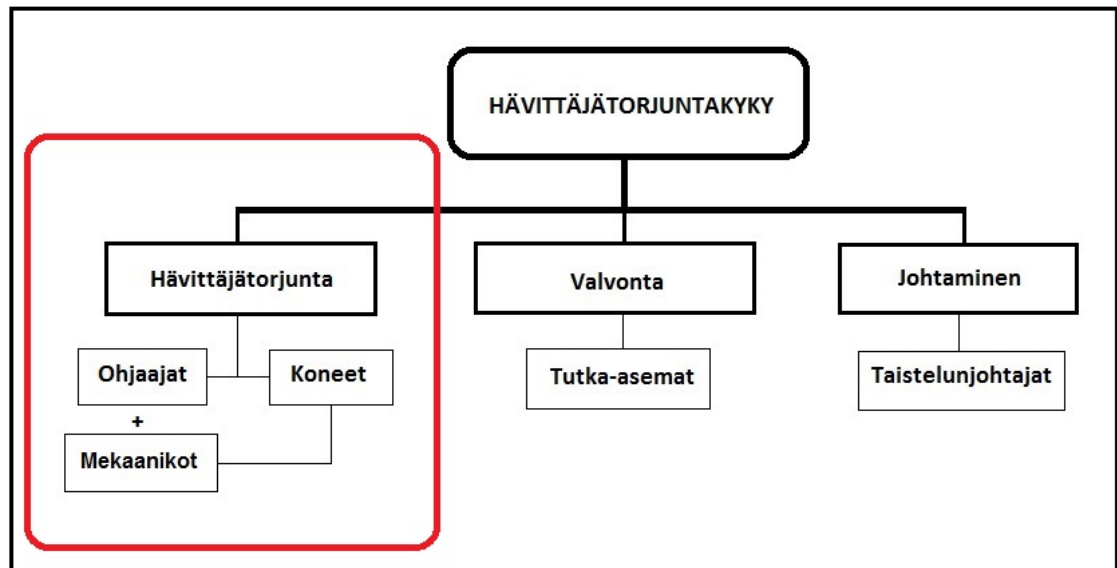 HÄVITTÄJÄTORJUNTAKYKY
Hävittäjätorjunta
Valvonta
Johtaminen
Ohjaajat
Koneet
Tutka-asemat
Taistelunjohtajat
+
Mekaanikot